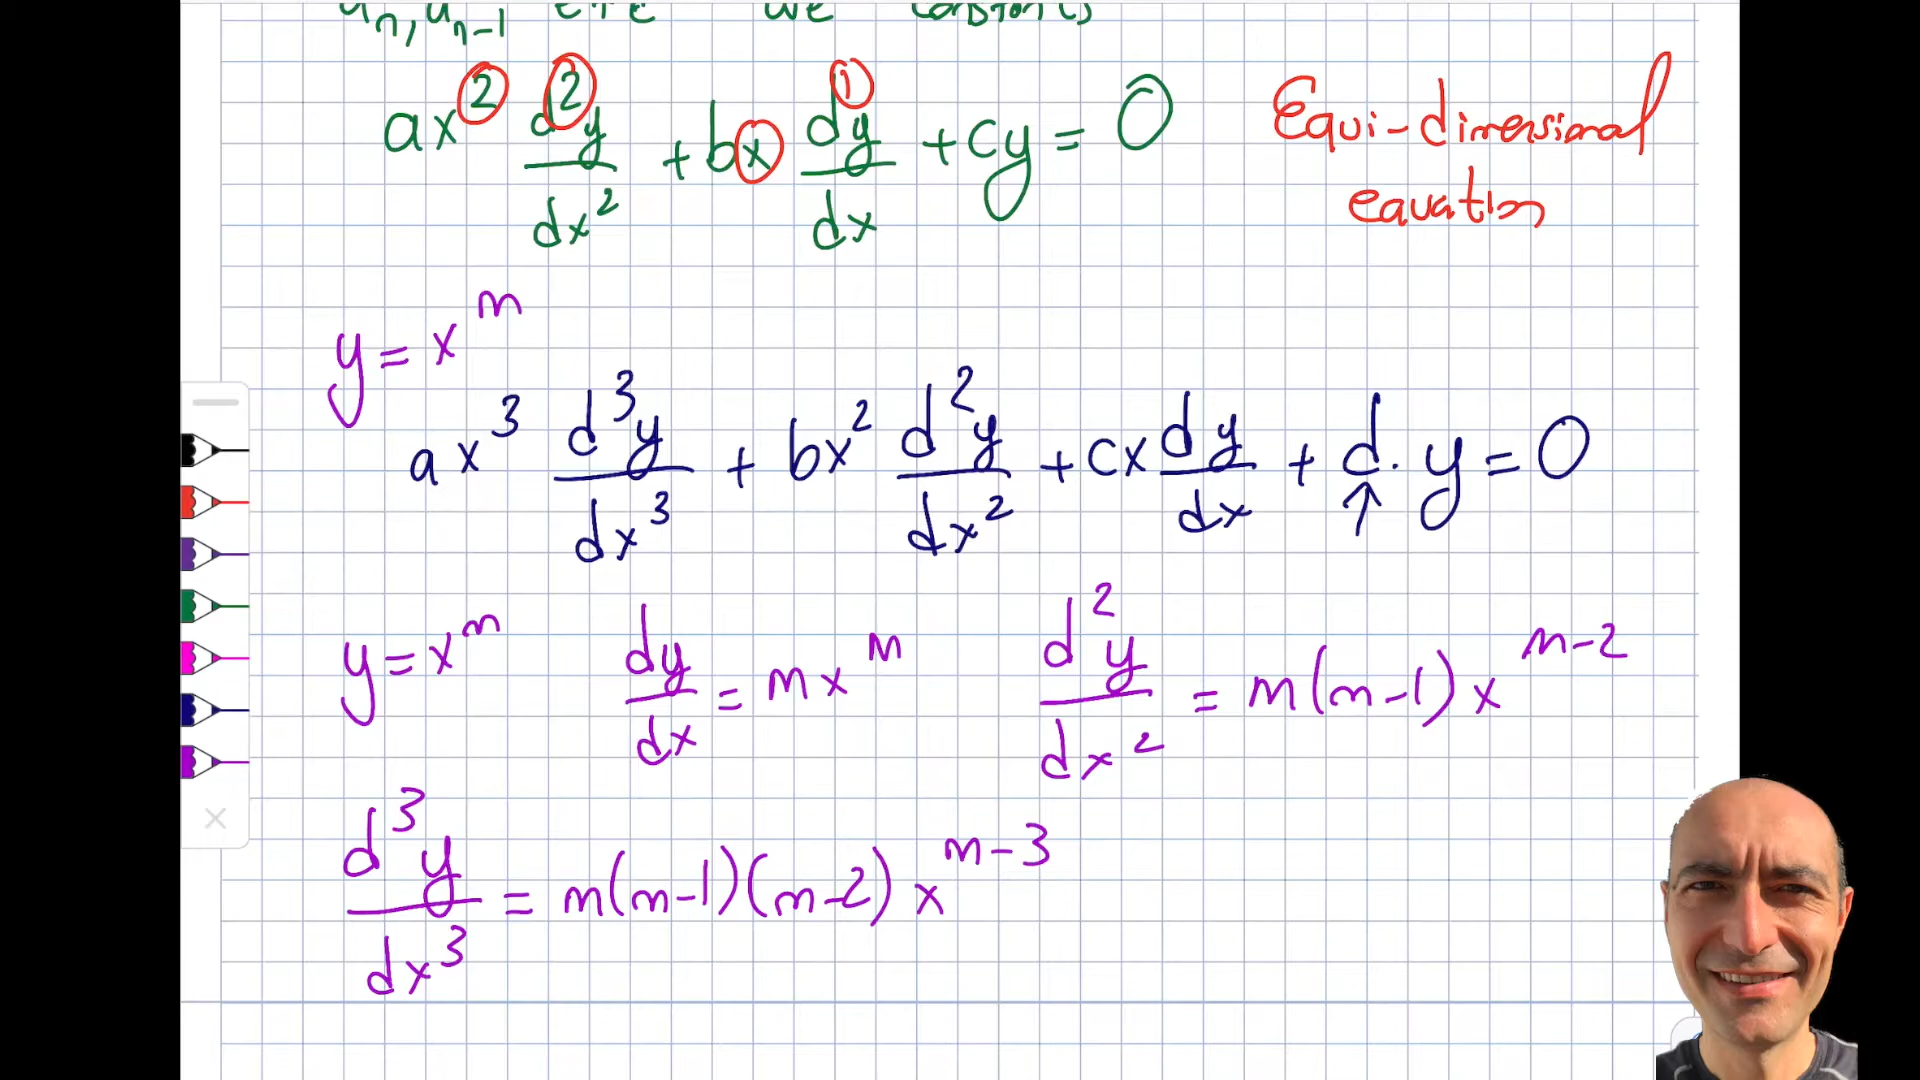 ax² d²y/dx² + bx dy/dx + cy = 0 Equi-dimensional
equation
y = x^m
ax³ d³y/dx³ + bx² d²y/dx² + cx dy/dx + d. y = 0
↑
y = x^m dy/dx = mx^m d²y/dx² = m(m-1)x^m-2
d³y/dx³ = m(m-1)(m-2)x^m-3